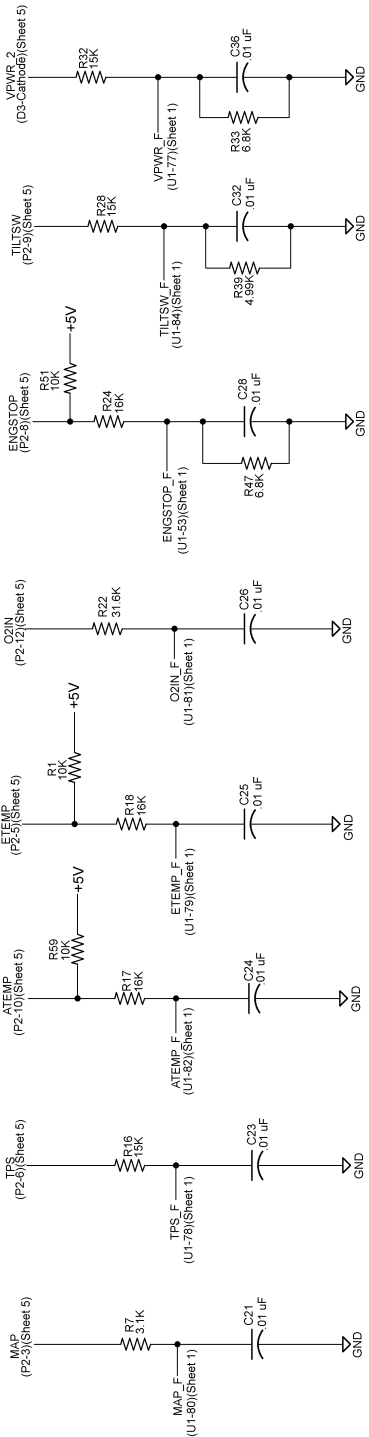 VPWR_2
(D3-Cathode)(Sheet 5)
R32
15K
VPWR_F
(U1-77)(Sheet 1)
C36
.01 uF
R33
6.8K
GND
TILTSW
(P2-9)(Sheet 5)
R28
15K
TILTSW_F
(U1-84)(Sheet 1)
C32
.01 uF
R39
4.99K
GND
ENGSTOP
(P2-8)(Sheet 5)
R51
10K
+5V
R24
16K
ENGSTOP_F
(U1-53)(Sheet 1)
C28
.01 uF
R47
6.8K
GND
O2IN
(P2-12)(Sheet 5)
R22
31.6K
O2IN_F
(U1-81)(Sheet 1)
C26
.01 uF
GND
ETEMP
(P2-5)(Sheet 5)
R1
10K
+5V
R18
16K
ETEMP_F
(U1-79)(Sheet 1)
C25
.01 uF
GND
ATEMP
(P2-10)(Sheet 5)
R59
10K
+5V
R17
16K
ATEMP_F
(U1-82)(Sheet 1)
C24
.01 uF
GND
TPS
(P2-6)(Sheet 5)
R16
15K
TPS_F
(U1-78)(Sheet 1)
C23
.01 uF
GND
MAP
(P2-3)(Sheet 5)
R7
3.1K
MAP_F
(U1-80)(Sheet 1)
C21
.01 uF
GND